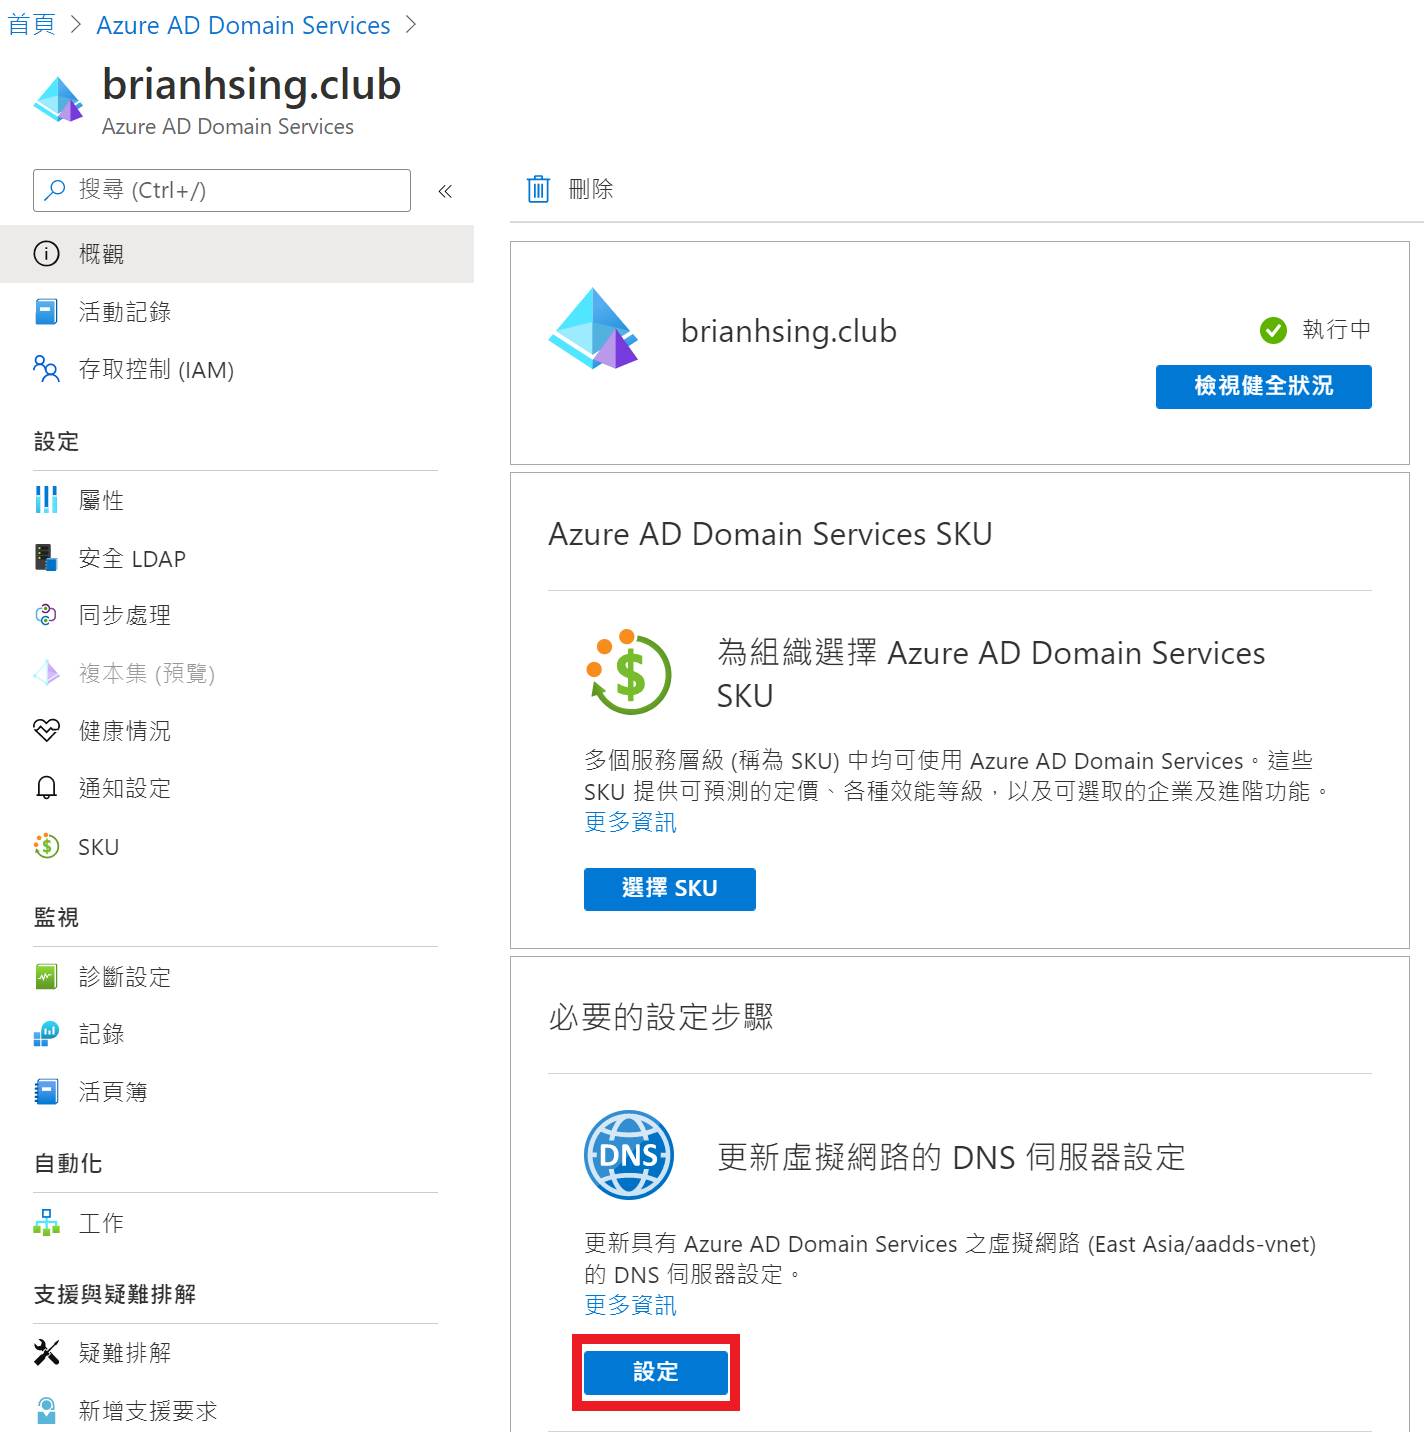 首頁 > Azure AD Domain Services >
brianhsing.club
Azure AD Domain Services
搜尋 (Ctrl+/)
«
概觀
活動記錄
存取控制 (IAM)
設定
屬性
安全 LDAP
同步處理
複本集 (預覽)
健康情況
通知設定
SKU
監視
診斷設定
記錄
活頁簿
自動化
工作
支援與疑難排解
疑難排解
新增支援要求
刪除
brianhsing.club
執行中
檢視健全狀況
Azure AD Domain Services SKU
為組織選擇 Azure AD Domain Services
SKU
多個服務層級 (稱為 SKU) 中均可使用 Azure AD Domain Services。這些
SKU 提供可預測的定價、各種效能等級，以及可選取的企業及進階功能。
更多資訊
選擇 SKU
必要的設定步驟
DNS
更新虛擬網路的 DNS 伺服器設定
更新具有 Azure AD Domain Services 之虛擬網路 (East Asia/aadds-vnet)
的 DNS 伺服器設定。
更多資訊
設定